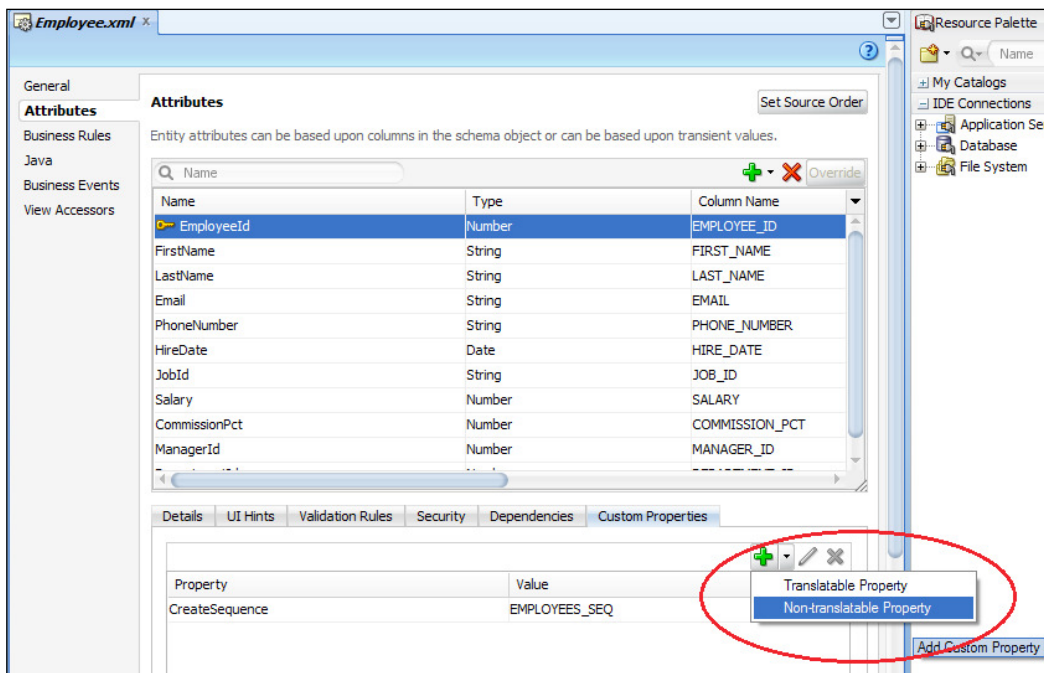 Employee.xml
Resource Palette
Name
General
Attributes
Business Rules
Java
Business Events
View Accessors
Attributes
Set Source Order
Entity attributes can be based upon columns in the schema object or can be based upon transient values.
Name
Override
Name Type Column Name
EmployeeId Number EMPLOYEE_ID
FirstName String FIRST_NAME
LastName String LAST_NAME
Email String EMAIL
PhoneNumber String PHONE_NUMBER
HireDate Date HIRE_DATE
JobId String JOB_ID
Salary Number SALARY
CommissionPct Number COMMISSION_PCT
ManagerId Number MANAGER_ID
Details UI Hints Validation Rules Security Dependencies Custom Properties
Property Value
CreateSequence EMPLOYEES_SEQ
Translatable Property
Non-translatable Property
My Catalogs
IDE Connections
Application Se
Database
File System
Add Custom Property